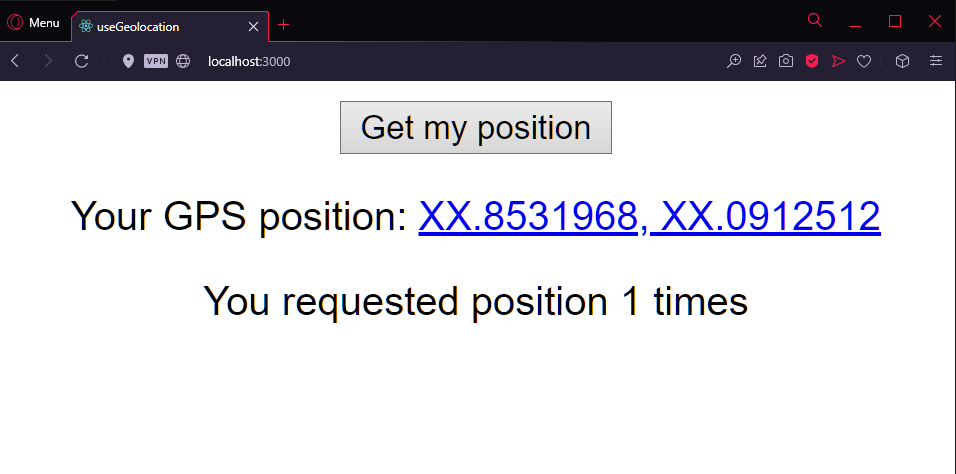 Menu
useGeolocation
VPN
localhost:3000
Get my position
Your GPS position: XX.8531968, XX.0912512
You requested position 1 times